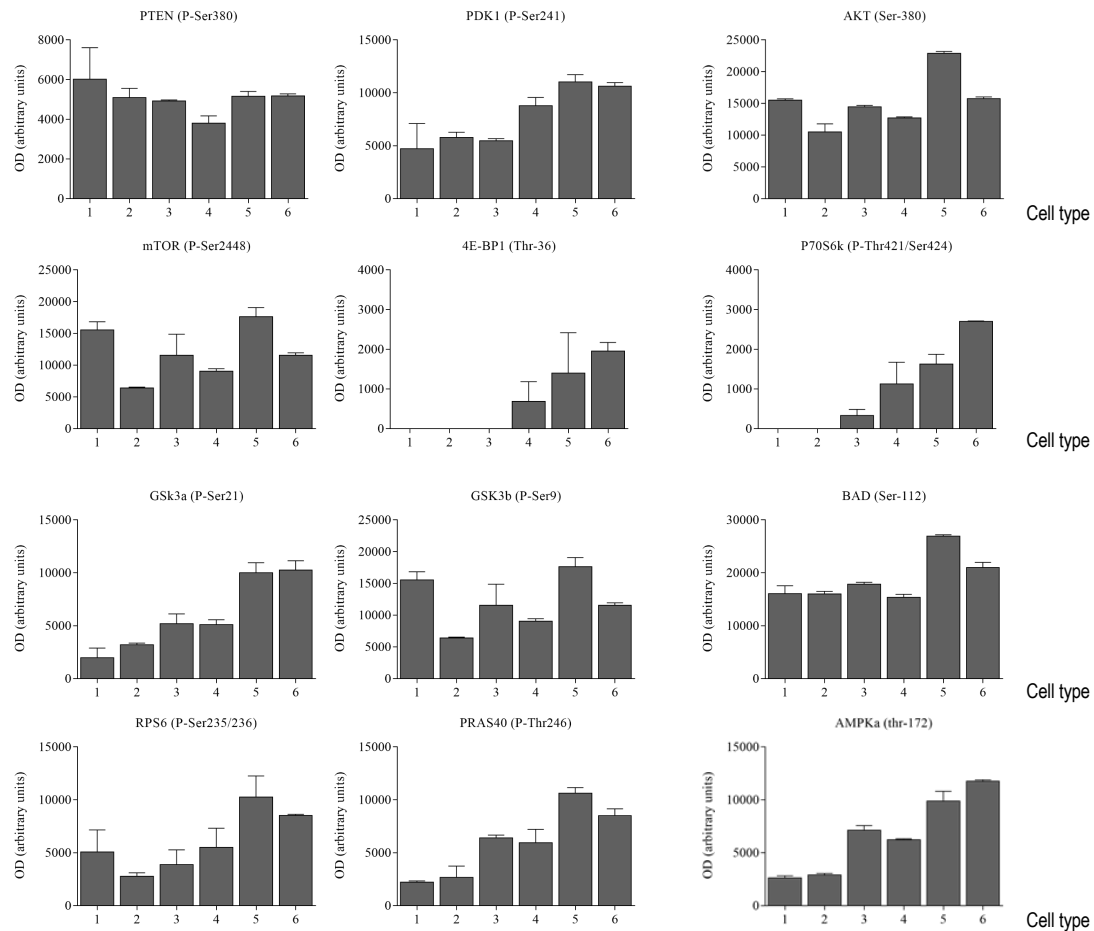 PTEN (P-Ser380) PDK1 (P-Ser241) AKT (Ser-380)
8000 15000 25000
6000 10000 20000
4000 5000 15000
2000 0 10000
0 5000
0
OD (arbitrary units) OD (arbitrary units) OD (arbitrary units)
1 2 3 4 5 6 1 2 3 4 5 6 1 2 3 4 5 6 Cell type
mTOR (P-Ser2448) 4E-BP1 (Thr-36) P70S6k (P-Thr421/Ser424)
25000 4000 4000
20000 3000 3000
15000 2000 2000
10000 1000 1000
5000 0 0
0
OD (arbitrary units) OD (arbitrary units) OD (arbitrary units)
1 2 3 4 5 6 1 2 3 4 5 6 1 2 3 4 5 6 Cell type
GSk3a (P-Ser21) GSK3b (P-Ser9) BAD (Ser-112)
15000 25000 30000
10000 20000 20000
5000 15000 10000
0 10000 0
5000
0
OD (arbitrary units) OD (arbitrary units) OD (arbitrary units)
1 2 3 4 5 6 1 2 3 4 5 6 1 2 3 4 5 6 Cell type
RPS6 (P-Ser235/236) PRAS40 (P-Thr246) AMPKa (thr-172)
15000 15000 15000
10000 10000 10000
5000 5000 5000
0 0 0
OD (arbitrary units) OD (arbitrary units) OD (arbitrary units)
1 2 3 4 5 6 1 2 3 4 5 6 1 2 3 4 5 6 Cell type